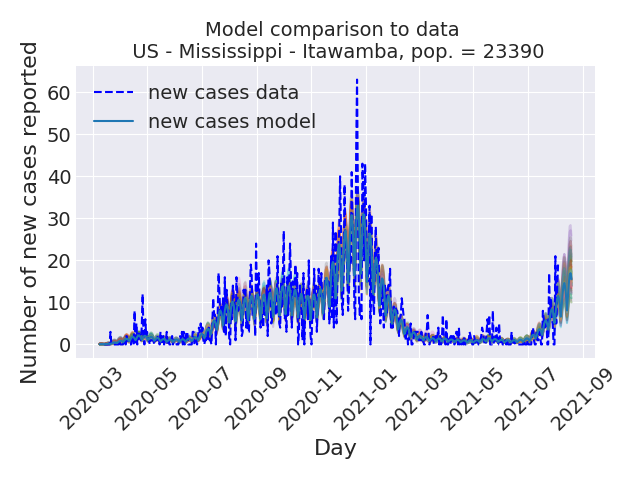 Model comparison to data
US - Mississippi - Itawamba, pop. = 23390
Number of new cases reported
60
50
40
30
20
10
0
new cases data
new cases model
2020-03
2020-05
2020-07
2020-09
2020-11
2021-01
2021-03
2021-05
2021-07
2021-09
Day